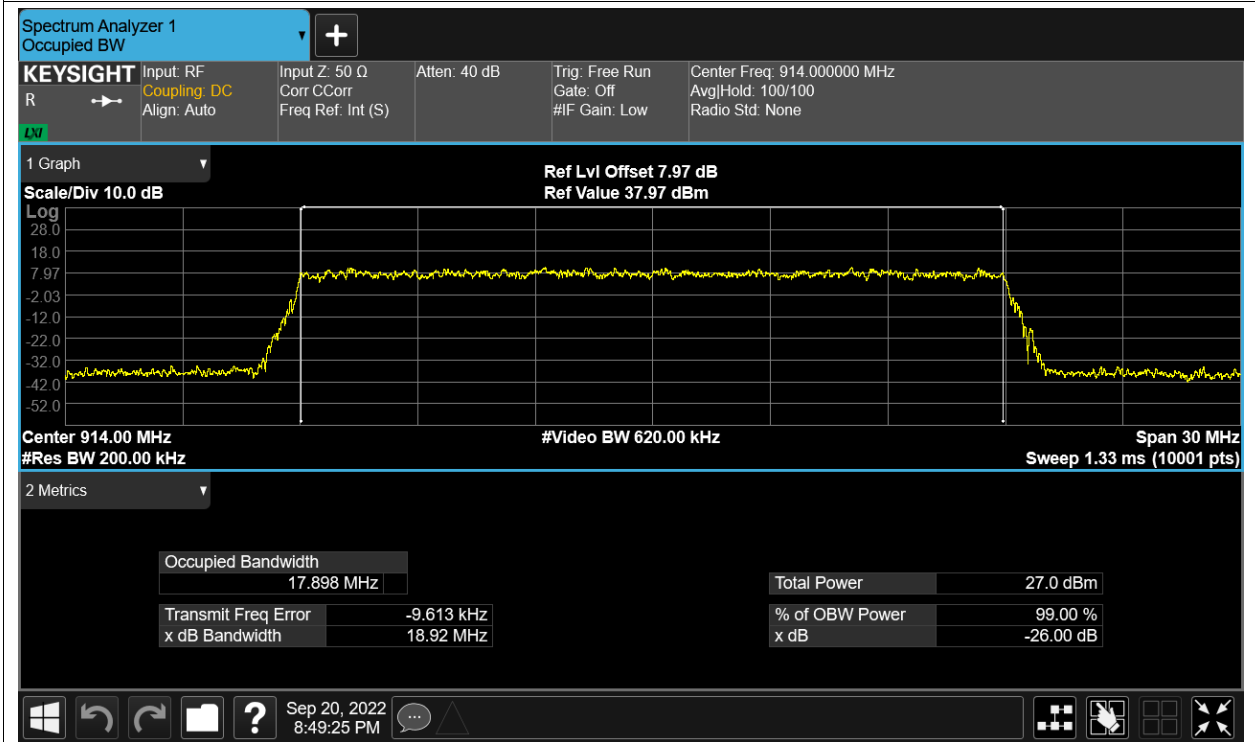 Spectrum Analyzer 1
Occupied BW
KEYSIGHT
R
LXI
Input: RF
Coupling: DC
Align: Auto
Input Z: 50 Ω
Corr CCorr
Freq Ref: Int (S)
Atten: 40 dB
Trig: Free Run
Gate: Off
#IF Gain: Low
Center Freq: 914.000000 MHz
Avg|Hold: 100/100
Radio Std: None
1 Graph
Scale/Div 10.0 dB
Ref Lvl Offset 7.97 dB
Ref Value 37.97 dBm
Log
28.0
18.0
7.97
-2.03
-12.0
-22.0
-32.0
-42.0
-52.0
Center 914.00 MHz
#Video BW 620.00 kHz
Span 30 MHz
#Res BW 200.00 kHz
Sweep 1.33 ms (10001 pts)
2 Metrics
Occupied Bandwidth
17.898 MHz
Total Power 27.0 dBm
Transmit Freq Error -9.613 kHz
% of OBW Power 99.00 %
x dB Bandwidth 18.92 MHz
x dB -26.00 dB
?
Sep 20, 2022
8:49:25 PM